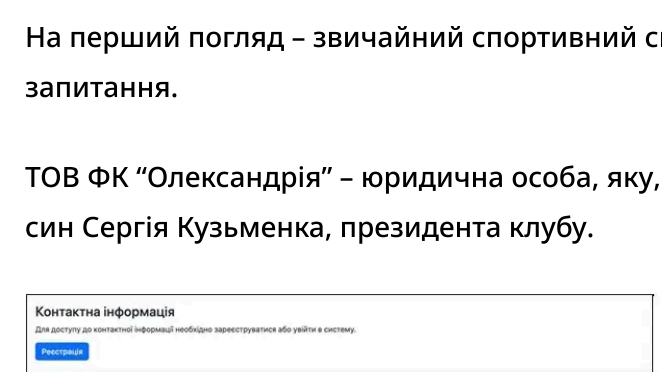 На перший погляд – звичайний спортивний
запитання.
ТОВ ФК “Олександрія” – юридична особа, яку,
син Сергія Кузьменка, президента клубу.
Контактна інформація
Для доступу до контактної інформації необхідно зареєструватися або увійти в систему.
Реєстрація